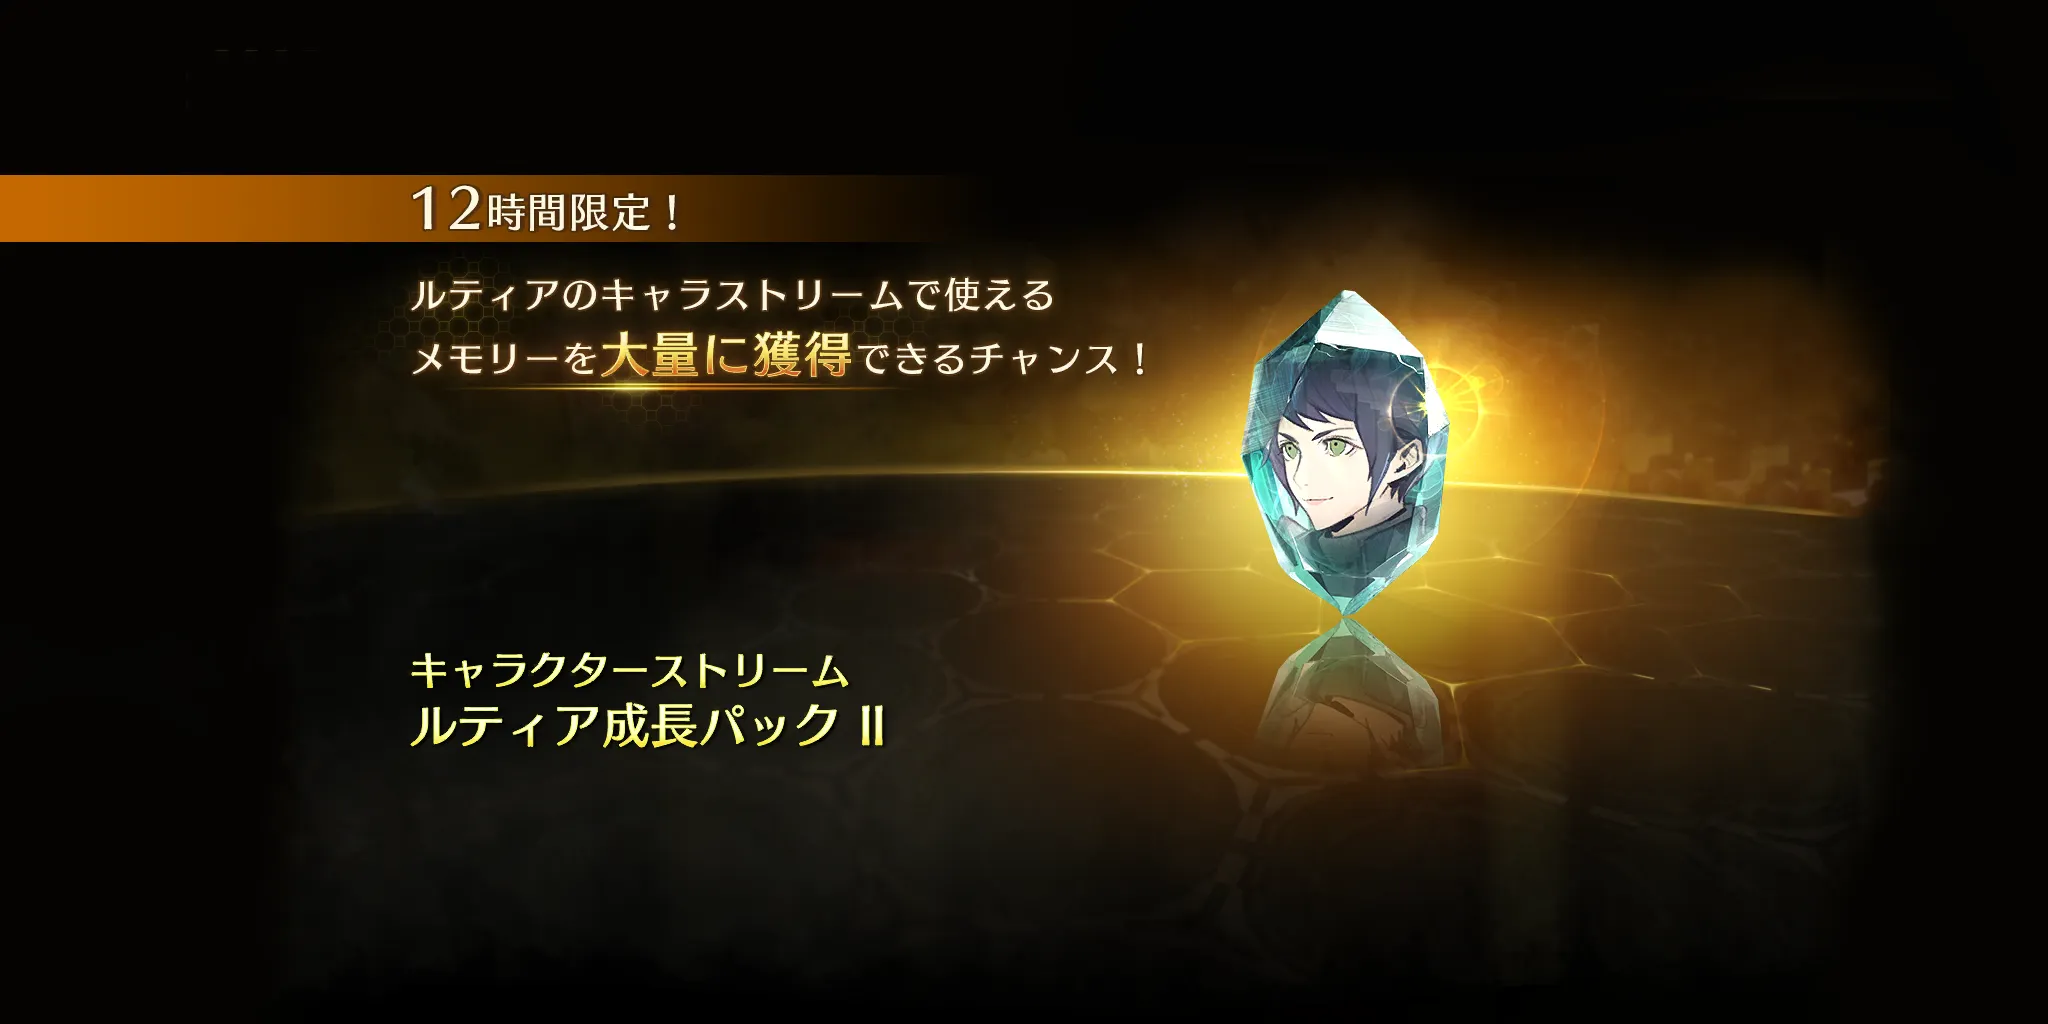 12時間限定！
ルティアのキャラストリームで使える
メモリーを大量に獲得できるチャンス！
キャラクターストリーム
ルティア成長パック Ⅱ